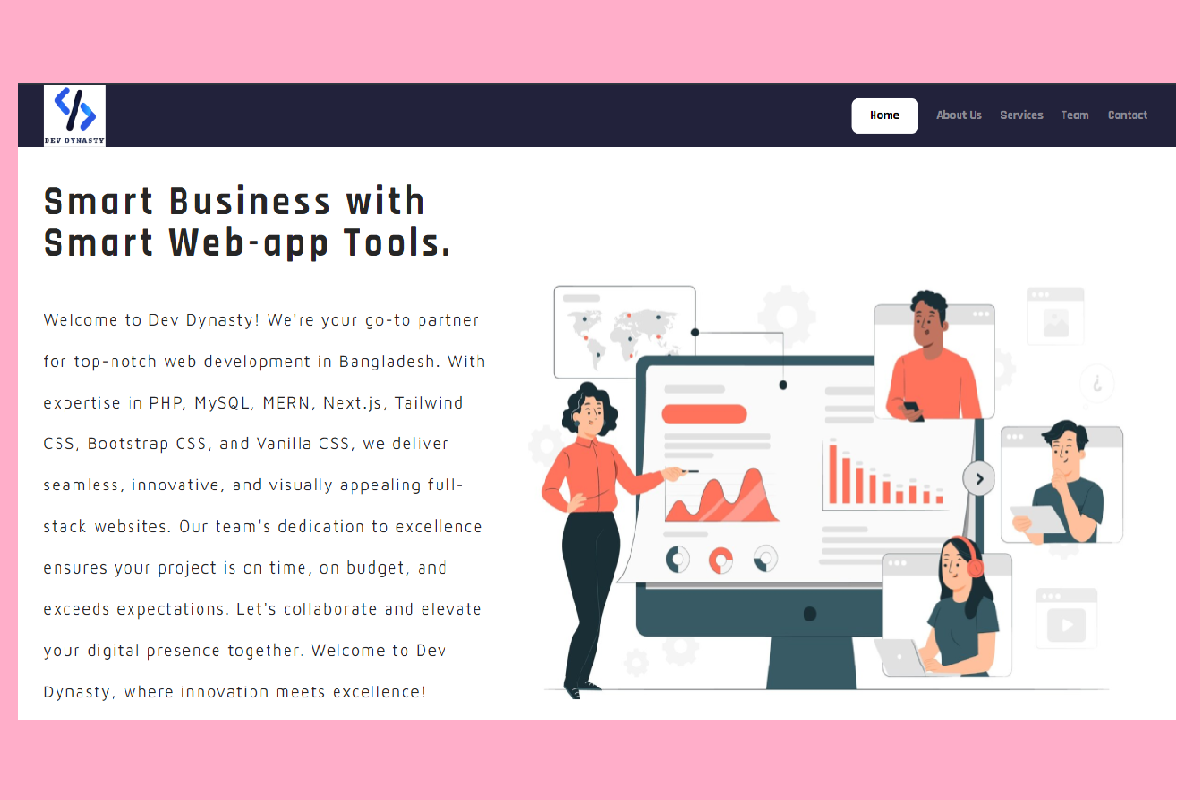 DEV DYNASTY
Home About Us Services Team Contact
Smart Business with
Smart Web-app Tools.
Welcome to Dev Dynasty! We're your go-to partner
for top-notch web development in Bangladesh. With
expertise in PHP, MySQL, MERN, Next.js, Tailwind
CSS, Bootstrap CSS, and Vanilla CSS, we deliver
seamless, innovative, and visually appealing full-
stack websites. Our team's dedication to excellence
ensures your project is on time, on budget, and
exceeds expectations. Let's collaborate and elevate
your digital presence together. Welcome to Dev
Dynasty, where innovation meets excellence!
¿